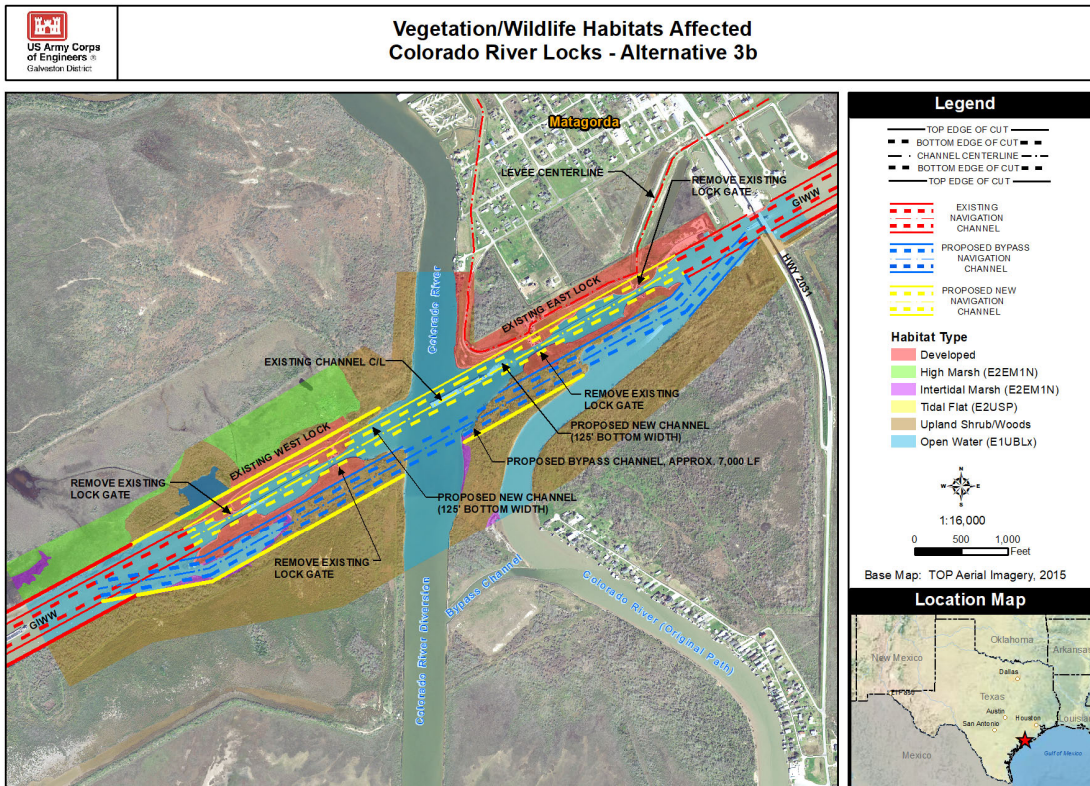 US Army Corps
of Engineers ®
Galveston District
Vegetation/Wildlife Habitats Affected
Colorado River Locks - Alternative 3b
Matagorda
LEVEE CENTERLINE
REMOVE EXISTING
LOCK GATE
GIWW
HWY 2031
Colorado River
EXISTING EAST LOCK
EXISTING CHANNEL C/L
REMOVE EXISTING
LOCK GATE
PROPOSED NEW CHANNEL
(125' BOTTOM WIDTH)
EXISTING WEST LOCK
PROPOSED BYPASS CHANNEL, APPROX. 7,000 LF
REMOVE EXISTING
LOCK GATE
PROPOSED NEW CHANNEL
(125' BOTTOM WIDTH)
REMOVE EXISTING
LOCK GATE
Bypass Channel
Colorado River (Original Path)
GIWW
Colorado River Diversion
Legend
TOP EDGE OF CUT
BOTTOM EDGE OF CUT
CHANNEL CENTERLINE
BOTTOM EDGE OF CUT
TOP EDGE OF CUT
EXISTING
NAVIGATION
CHANNEL
PROPOSED BYPASS
NAVIGATION
CHANNEL
PROPOSED NEW
NAVIGATION
CHANNEL
Habitat Type
Developed
High Marsh (E2EM1N)
Intertidal Marsh (E2EM1N)
Tidal Flat (E2USP)
Upland Shrub/Woods
Open Water (E1UBLx)
N
W E
S
1:16,000
0 500 1,000
Feet
Base Map: TOP Aerial Imagery, 2015
Location Map
New Mexico
Oklahoma
Arkansas
El Paso
Dallas
Texas
Austin
San Antonio
Houston
Louisiana
Mexico
Gulf of Mexico